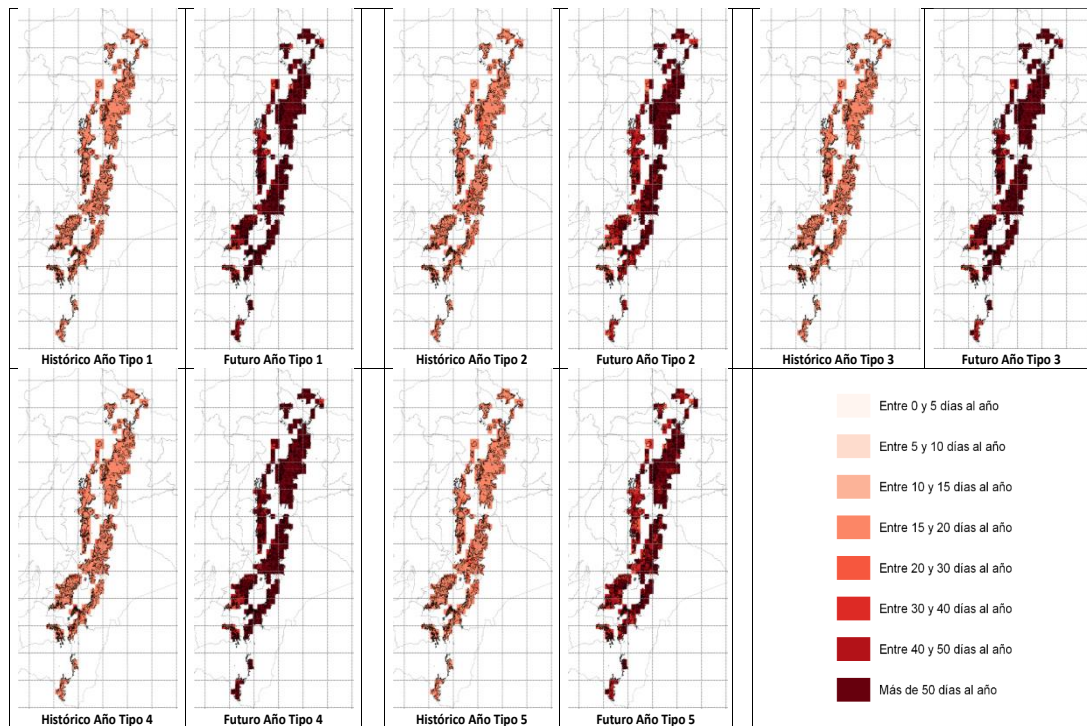 Histórico Año Tipo 1
Futuro Año Tipo 1
Histórico Año Tipo 2
Futuro Año Tipo 2
Histórico Año Tipo 3
Futuro Año Tipo 3
Entre 0 y 5 días al año
Entre 5 y 10 días al año
Entre 10 y 15 días al año
Entre 15 y 20 días al año
Entre 20 y 30 días al año
Entre 30 y 40 días al año
Entre 40 y 50 días al año
Más de 50 días al año
Histórico Año Tipo 4
Futuro Año Tipo 4
Histórico Año Tipo 5
Futuro Año Tipo 5